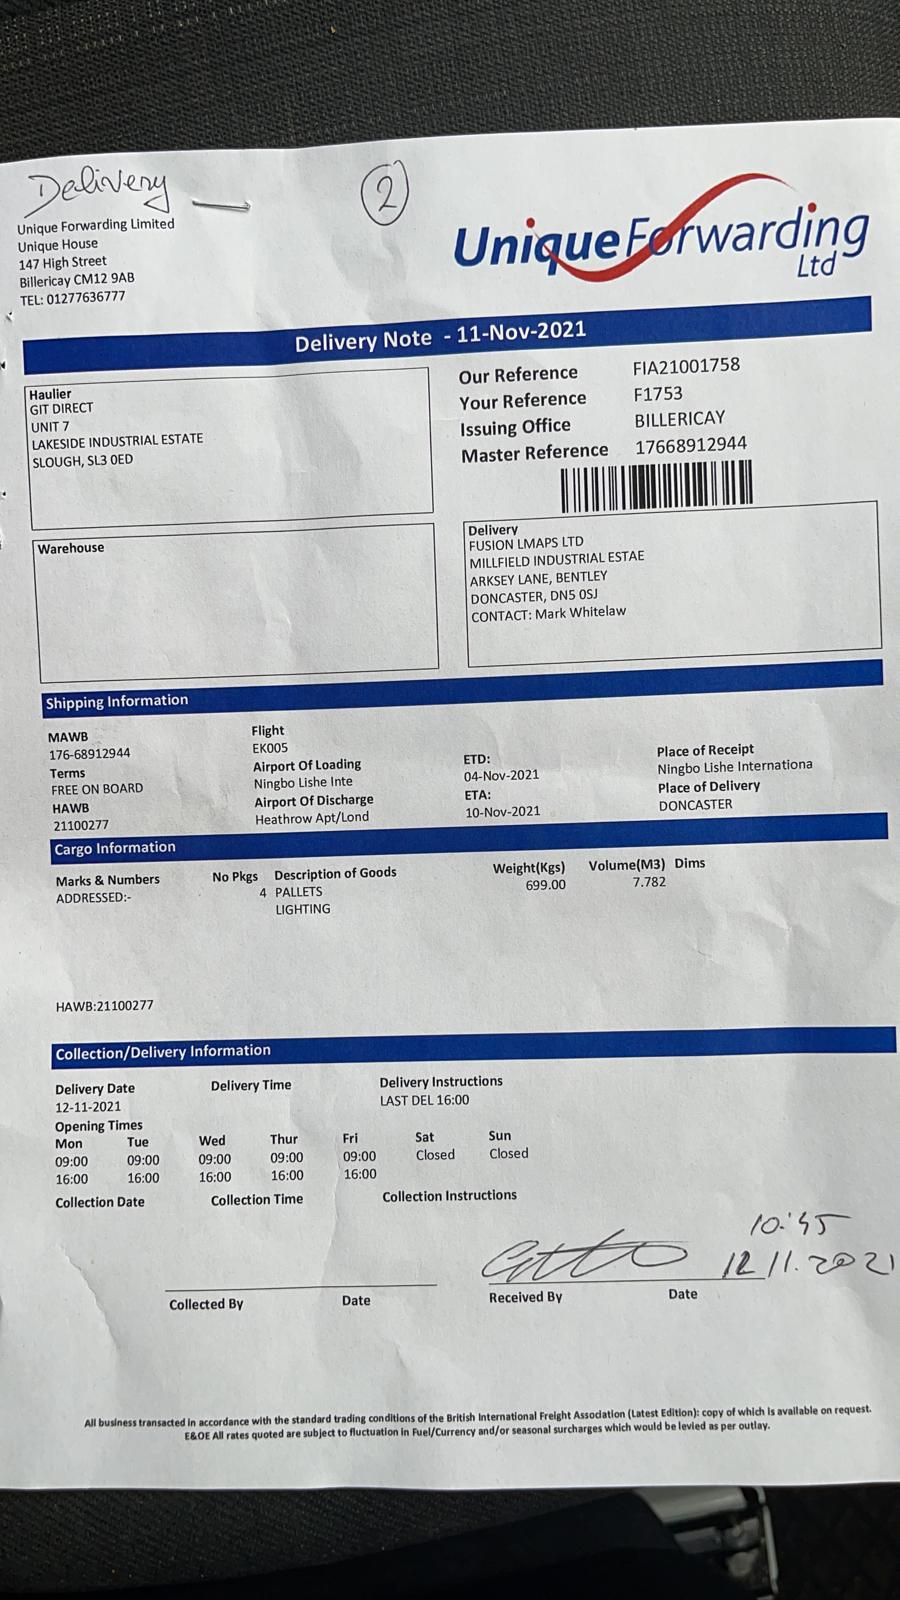 Delivery
2
Unique Forwarding Limited
Unique House
147 High Street
Billericay CM12 9AB
TEL: 01277636777
UniqueForwarding
Ltd
Delivery Note - 11-Nov-2021
Haulier
GIT DIRECT
UNIT 7
LAKESIDE INDUSTRIAL ESTATE
SLOUGH, SL3 0ED
Our Reference FIA21001758
Your Reference F1753
Issuing Office BILLERICAY
Master Reference 17668912944
Warehouse
Delivery
FUSION LMAPS LTD
MILLFIELD INDUSTRIAL ESTAE
ARKSEY LANE, BENTLEY
DONCASTER, DN5 0SJ
CONTACT: Mark Whitelaw
Shipping Information
MAWB
176-68912944
Terms
FREE ON BOARD
HAWB
21100277
Flight
EK005
Airport Of Loading
Ningbo Lishe Inte
Airport Of Discharge
Heathrow Apt/Lond
ETD:
04-Nov-2021
ETA:
10-Nov-2021
Place of Receipt
Ningbo Lishe Internationa
Place of Delivery
DONCASTER
Cargo Information
Marks & Numbers No Pkgs Description of Goods Weight(Kgs) Volume(M3) Dims
ADDRESSED:- 4 PALLETS 699.00 7.782
LIGHTING
HAWB:21100277
Collection/Delivery Information
Delivery Date Delivery Time Delivery Instructions
12-11-2021 LAST DEL 16:00
Opening Times
Mon Tue Wed Thur Fri Sat Sun
09:00 09:00 09:00 09:00 09:00 Closed Closed
16:00 16:00 16:00 16:00 16:00
Collection Date Collection Time Collection Instructions
10:45
12.11.2021
Collected By Date Received By Date
All business transacted in accordance with the standard trading conditions of the British International Freight Association (Latest Edition): copy of which is available on request.
E&OE All rates quoted are subject to fluctuation in Fuel/Currency and/or seasonal surcharges which would be levied as per outlay.